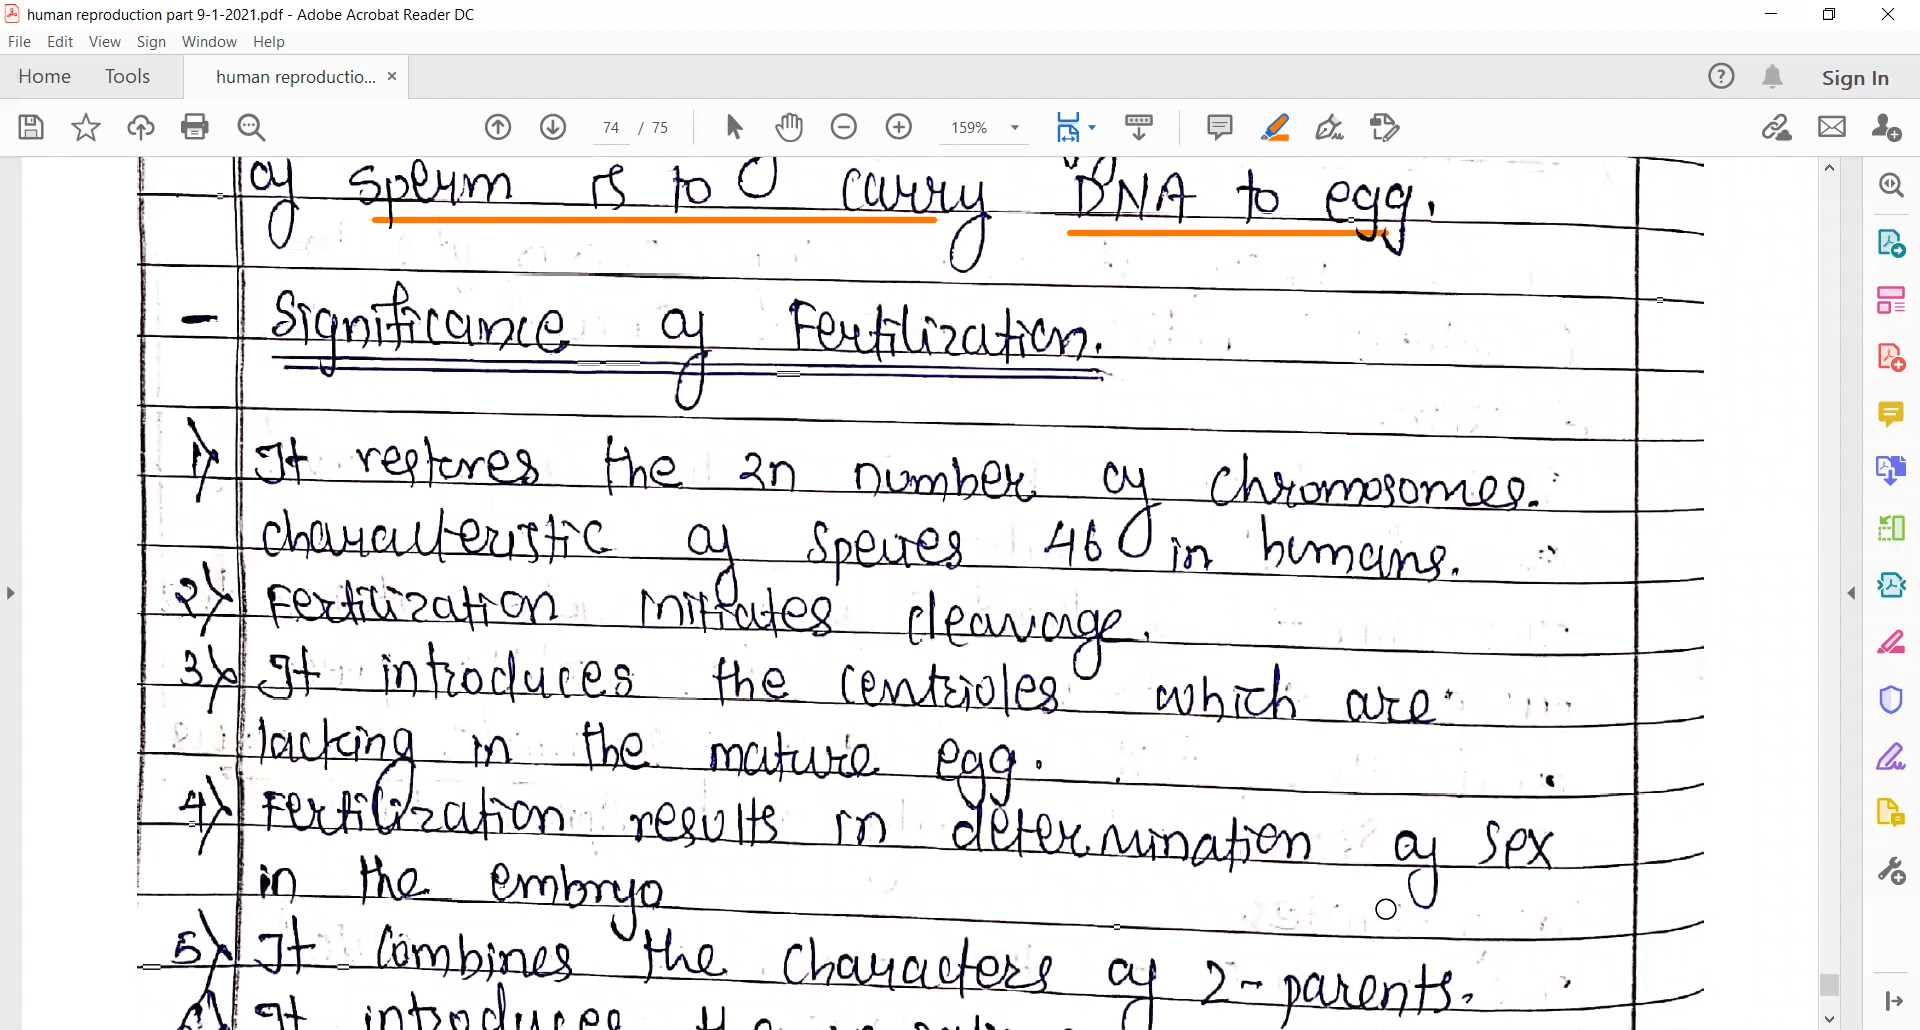 human reproduction part 9-1-2021.pdf - Adobe Acrobat Reader DC
File Edit View Sign Window Help
Home Tools human reproductio... × Sign In
74 / 75 159%
of sperm is to carry DNA to egg.
- Significance of Fertilization.
1) It restores the 2n number of chromosomes.
characteristic of species 46 in humans.
2) Fertilization initiates cleavage.
3) It introduces the centrioles which are
lacking in the mature egg.
4) Fertilization results in determination of sex
in the embryo
5) It combines the characters of 2-parents.
It introduces the